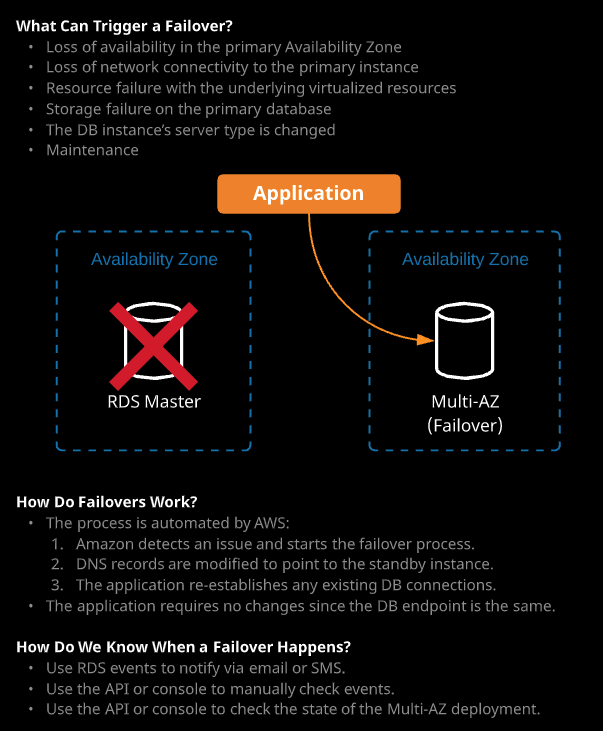 What Can Trigger a Failover?
• Loss of availability in the primary Availability Zone
• Loss of network connectivity to the primary instance
• Resource failure with the underlying virtualized resources
• Storage failure on the primary database
• The DB instance's server type is changed
• Maintenance
Application
Availability Zone
RDS Master
Availability Zone
Multi-AZ
(Failover)
How Do Failovers Work?
• The process is automated by AWS:
1. Amazon detects an issue and starts the failover process.
2. DNS records are modified to point to the standby instance.
3. The application re-establishes any existing DB connections.
• The application requires no changes since the DB endpoint is the same.
How Do We Know When a Failover Happens?
• Use RDS events to notify via email or SMS.
• Use the API or console to manually check events.
• Use the API or console to check the state of the Multi-AZ deployment.